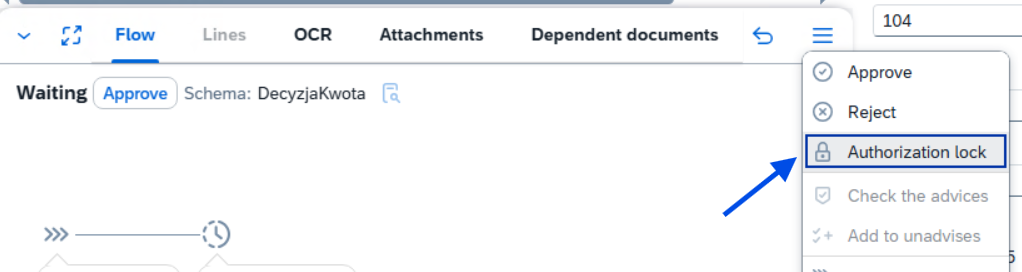 Flow Lines OCR Attachments Dependent documents
104
Waiting Approve Schema: DecyzjaKwota
Approve
Reject
Authorization lock
Check the advices
Add to unadvises
5